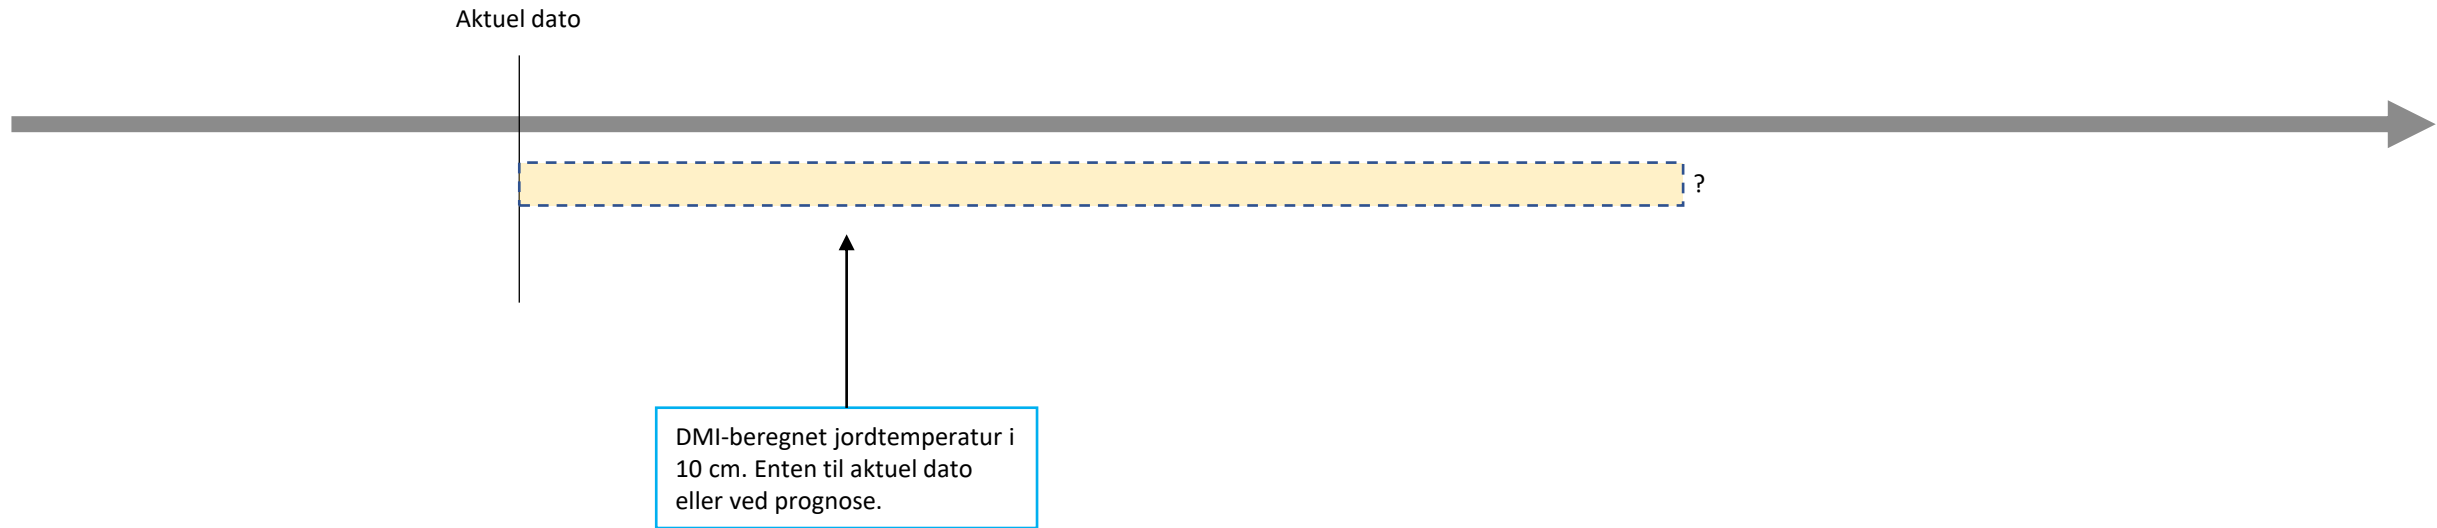 Aktuel dato
?
DMI-beregnet jordtemperatur i
10 cm. Enten til aktuel dato
eller ved prognose.